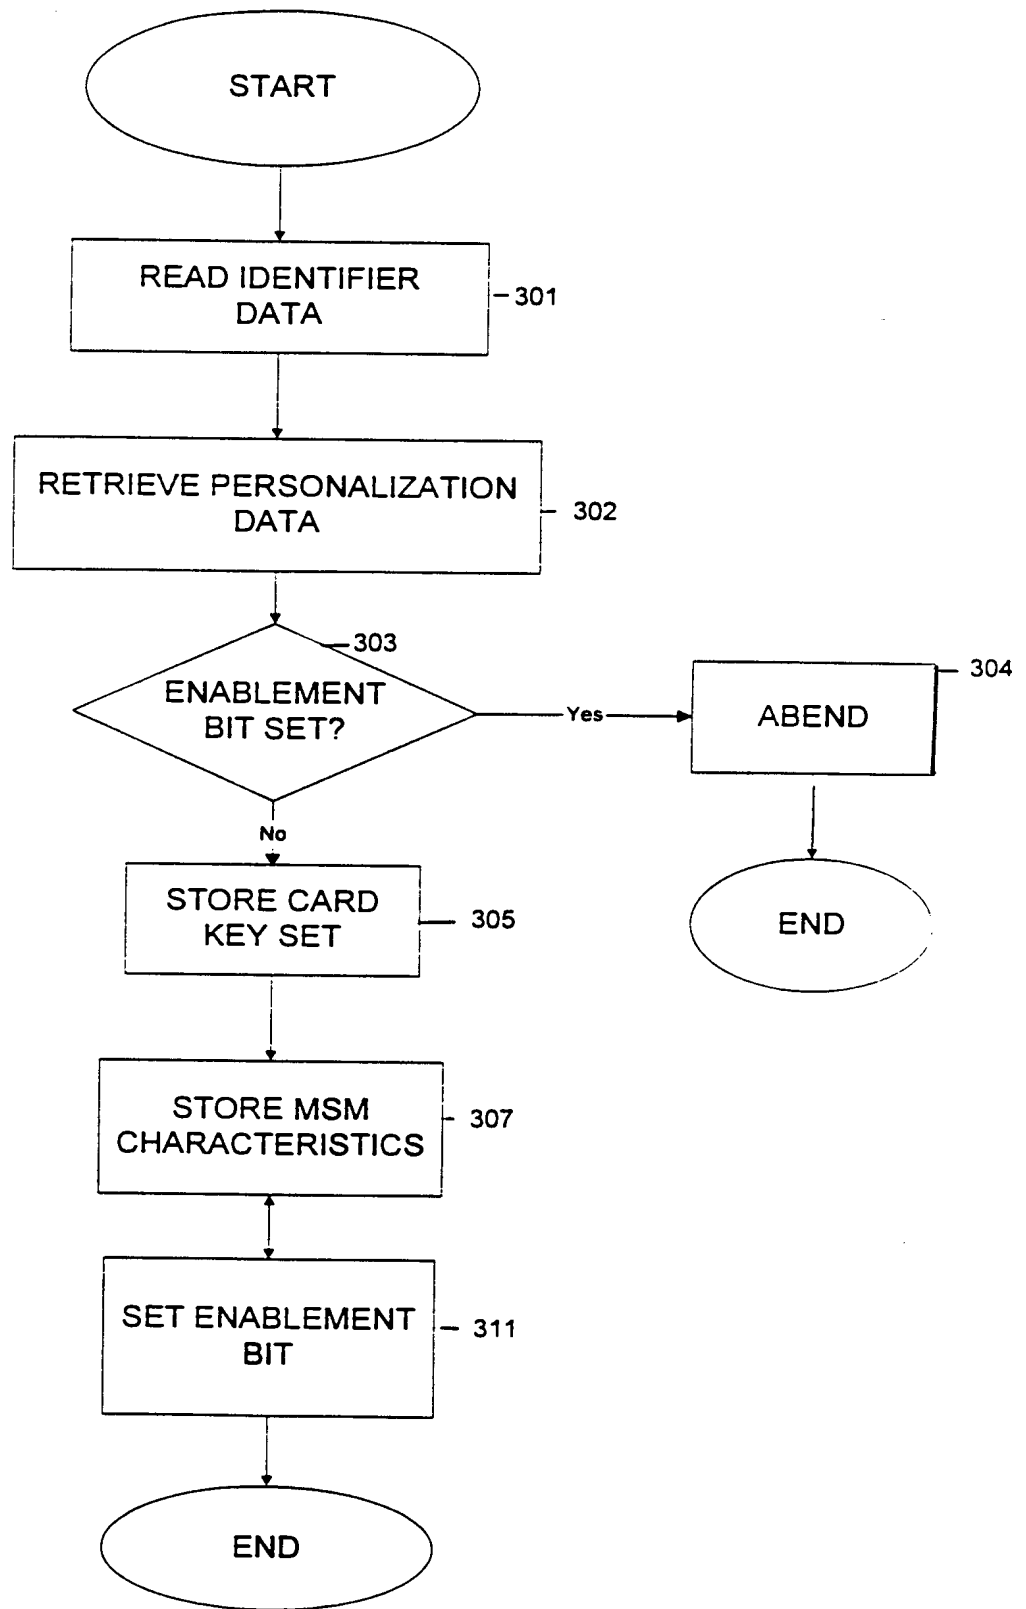 START
READ IDENTIFIER
DATA
301
RETRIEVE PERSONALIZATION
DATA
302
303
ENABLEMENT
BIT SET?
Yes
304
ABEND
END
No
STORE CARD
KEY SET
305
STORE MSM
CHARACTERISTICS
307
SET ENABLEMENT
BIT
311
END